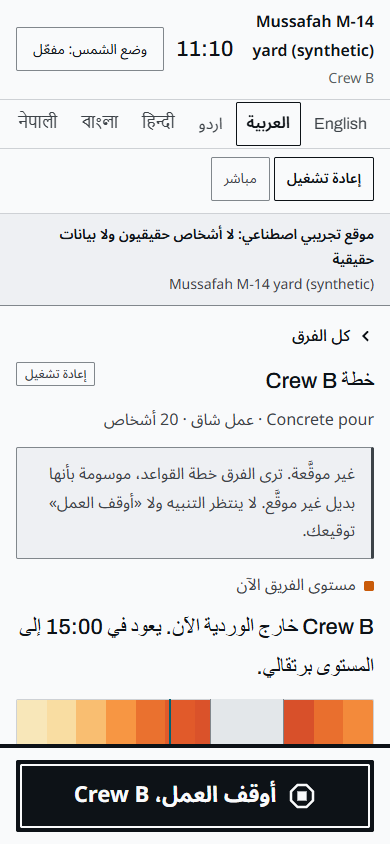 Mussafah M-14
yard (synthetic)
Crew B
11:10
وضع الشمس: مفعّل
English
العربية
اردو
हिन्दी
বাংলা
नेपाली
إعادة تشغيل
مباشر
موقع تجريبي اصطناعي: لا أشخاص حقيقيون ولا بيانات
حقيقية
Mussafah M-14 yard (synthetic)
كل الفرق
خطة Crew B
إعادة تشغيل
Concrete pour · عمل شاق · 20 أشخاص
غير موقَّعة. ترى الفرق خطة القواعد، موسومة بأنها
بديل غير موقَّع. لا ينتظر التنبيه ولا «أوقف العمل»
توقيعك.
مستوى الفريق الآن
Crew B خارج الوردية الآن. يعود في 15:00 إلى
المستوى برتقالي.
أوقف العمل، Crew B